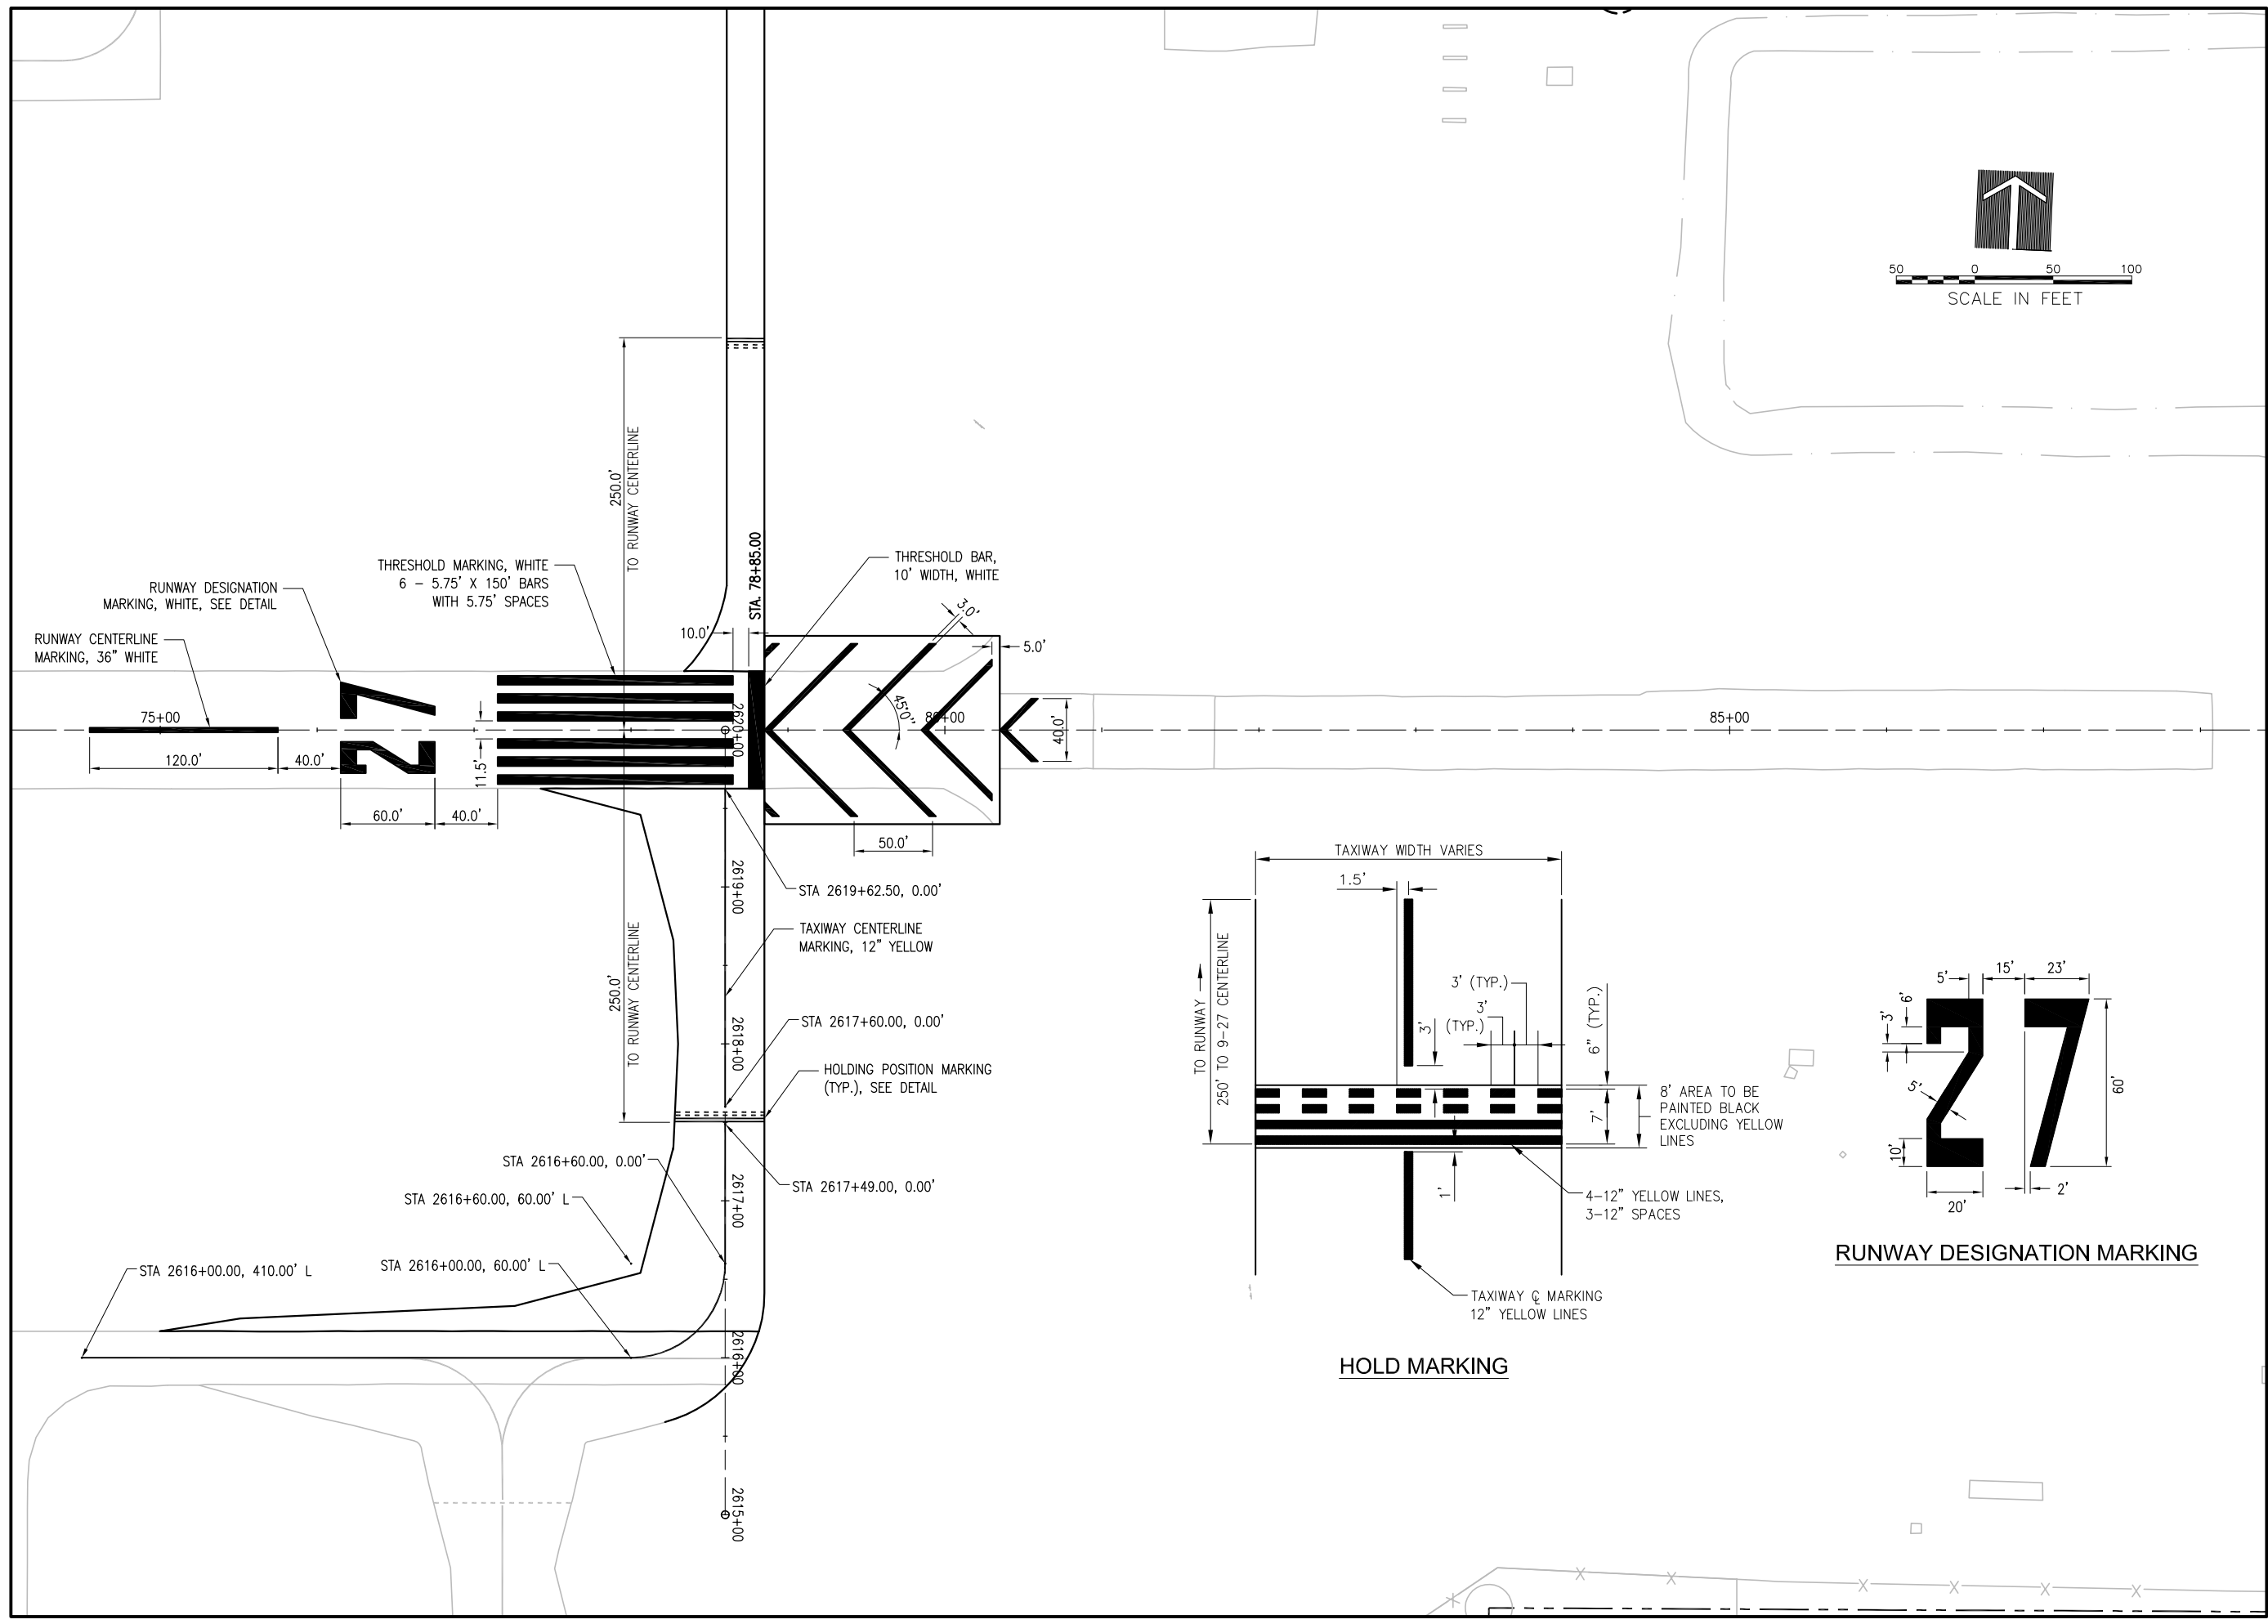 50 0 50 100
SCALE IN FEET
250.0'
TO RUNWAY CENTERLINE
STA. 78+85.00
THRESHOLD BAR,
10' WIDTH, WHITE
THRESHOLD MARKING, WHITE
6 - 5.75' X 150' BARS
WITH 5.75' SPACES
RUNWAY DESIGNATION
MARKING, WHITE, SEE DETAIL
RUNWAY CENTERLINE
MARKING, 36" WHITE
10.0'
3.0'
5.0'
45°0'0"
75+00
27
2620+00
80+00
85+00
40.0'
120.0'
40.0'
11.5'
60.0'
40.0'
50.0'
2619+00
STA 2619+62.50, 0.00'
TAXIWAY CENTERLINE
MARKING, 12" YELLOW
250.0'
TO RUNWAY CENTERLINE
2618+00
STA 2617+60.00, 0.00'
HOLDING POSITION MARKING
(TYP.), SEE DETAIL
STA 2616+60.00, 0.00'
STA 2617+49.00, 0.00'
STA 2616+60.00, 60.00' L
2617+00
STA 2616+00.00, 60.00' L
STA 2616+00.00, 410.00' L
2616+00
2615+00
TAXIWAY WIDTH VARIES
1.5'
TO RUNWAY
250' TO 9-27 CENTERLINE
3' (TYP.)
3'
(TYP.)
3'
6" (TYP.)
7'
8' AREA TO BE
PAINTED BLACK
EXCLUDING YELLOW
LINES
1'
4-12" YELLOW LINES,
3-12" SPACES
TAXIWAY ℄ MARKING
12" YELLOW LINES
HOLD MARKING
5'
15'
23'
3'
6'
27
5'
60'
10'
20'
2'
RUNWAY DESIGNATION MARKING